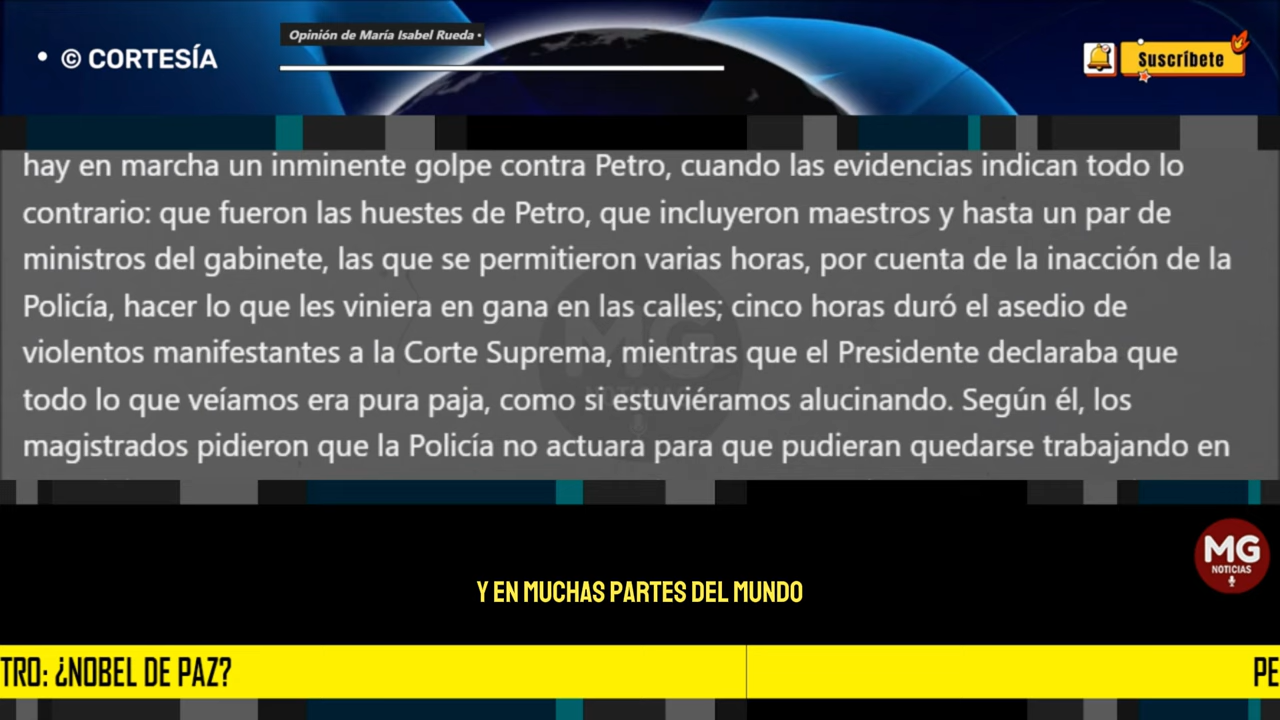 • © CORTESÍA
Opinión de María Isabel Rueda •
Suscríbete
hay en marcha un inminente golpe contra Petro, cuando las evidencias indican todo lo
contrario: que fueron las huestes de Petro, que incluyeron maestros y hasta un par de
ministros del gabinete, las que se permitieron varias horas, por cuenta de la inacción de la
Policía, hacer lo que les viniera en gana en las calles; cinco horas duró el asedio de
violentos manifestantes a la Corte Suprema, mientras que el Presidente declaraba que
todo lo que veíamos era pura paja, como si estuviéramos alucinando. Según él, los
magistrados pidieron que la Policía no actuara para que pudieran quedarse trabajando en
MG
NOTICIAS
MG
NOTICIAS
Y EN MUCHAS PARTES DEL MUNDO
TRO: ¿NOBEL DE PAZ?
PE